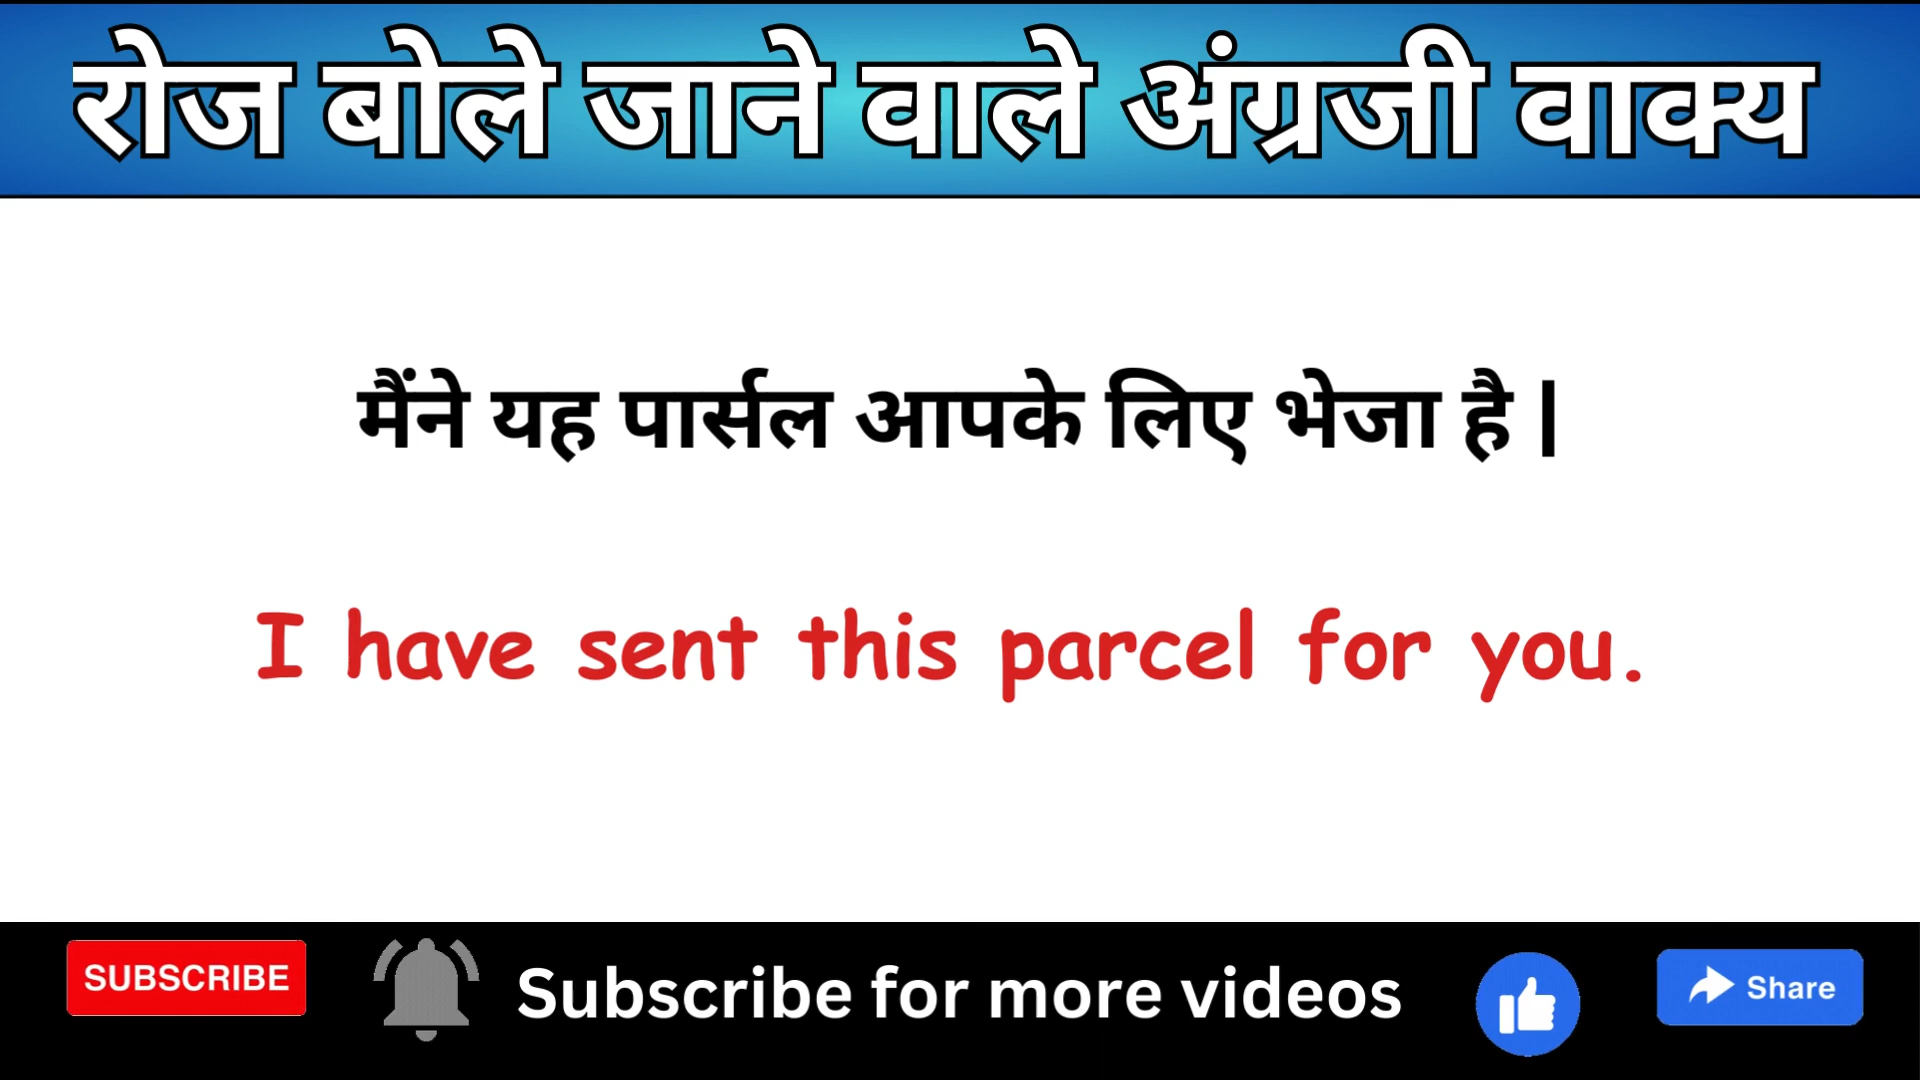 रोज बोले जाने वाले अंग्रजी वाक्य
मैंने यह पार्सल आपके लिए भेजा है |
I have sent this parcel for you.
SUBSCRIBE
Subscribe for more videos
Share